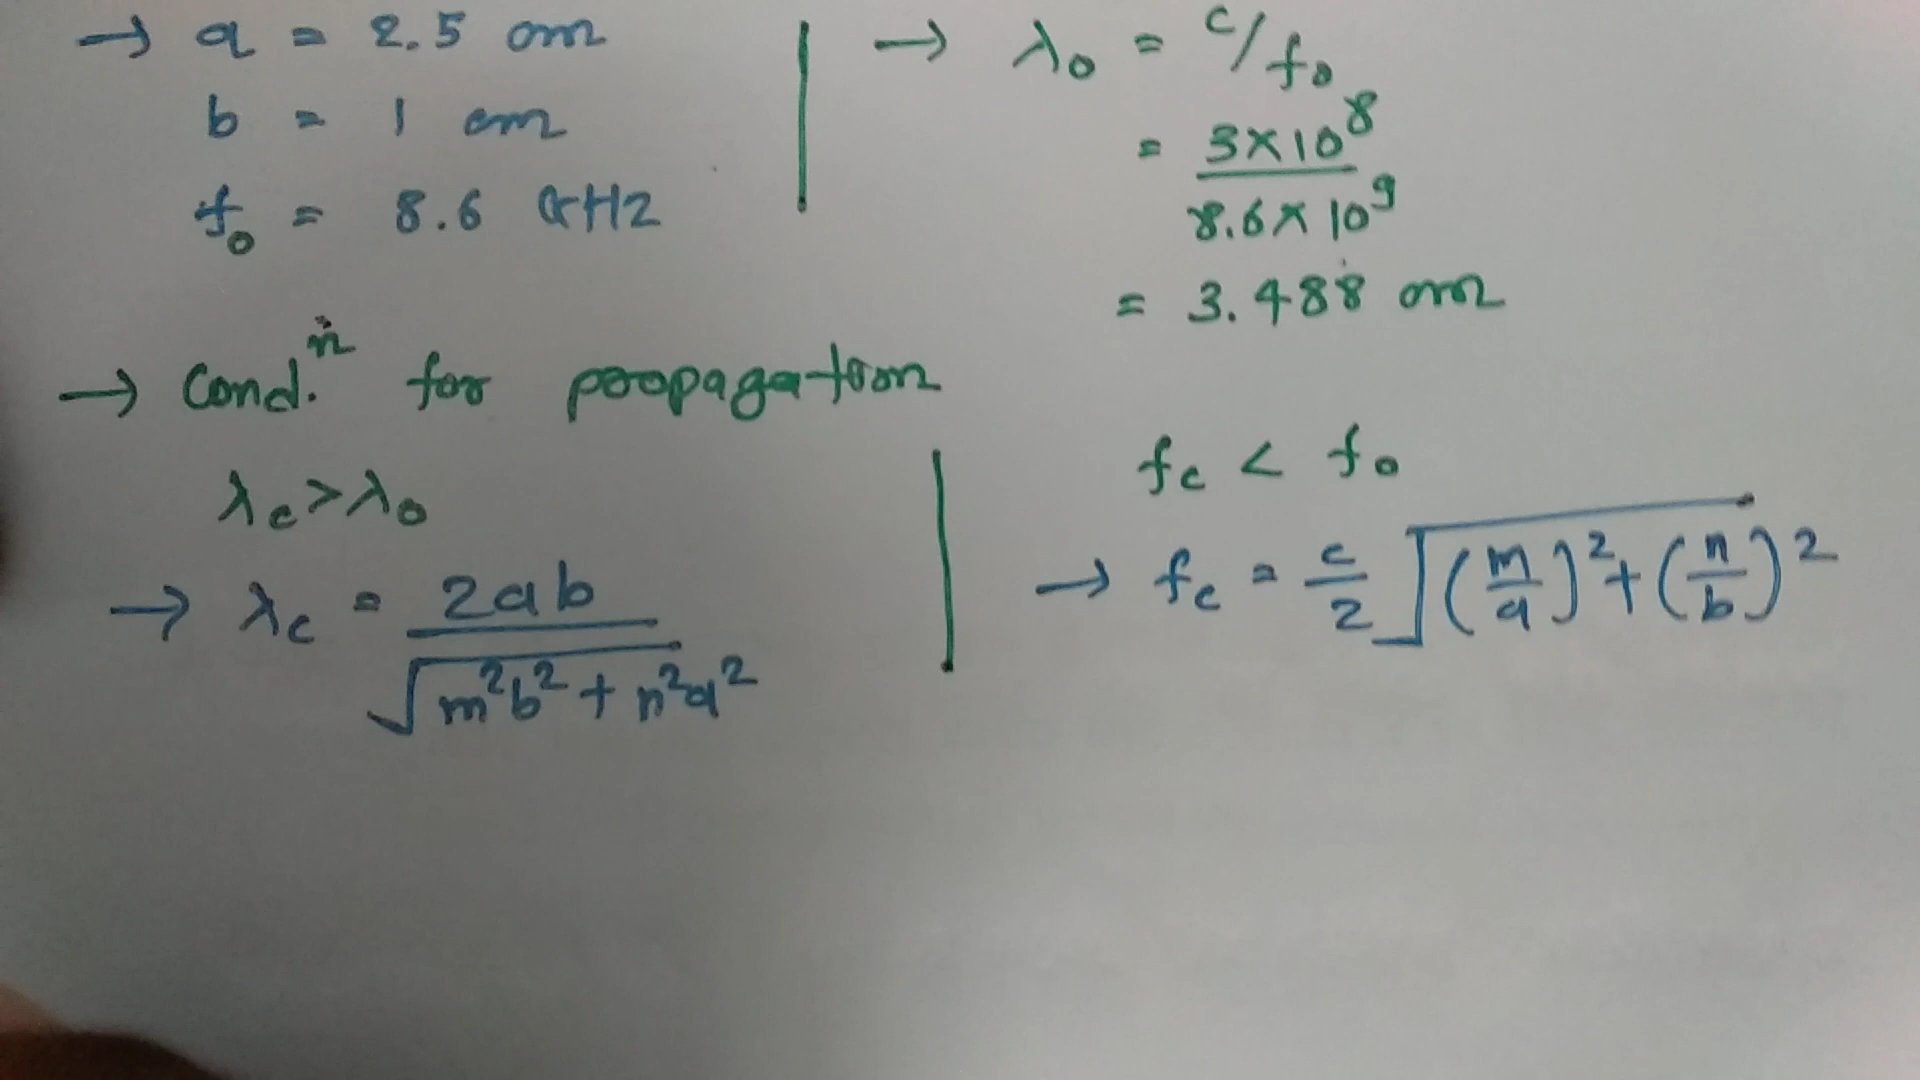 → a = 2.5 cm
b = 1 cm
f₀ = 8.6 GHz
→ λ₀ = c/f₀
= 3×10⁸ / 8.6×10⁹
= 3.488 cm
→ Cond.ⁿ for propagation
λc > λ₀
→ λc = 2ab / √(m²b² + n²a²)
fc < f₀
→ fc = c/2 √((m/a)² + (n/b)²)